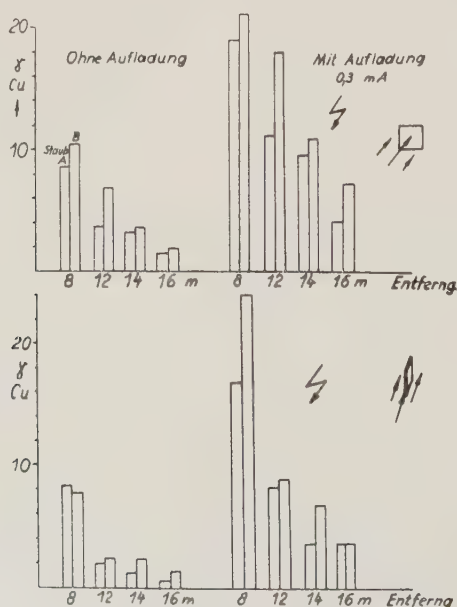 20
Ohne Aufladung
Mit Aufladung
0,3 mA
γ
Cu
10
Staub
A
B
8 12 14 16 m
8 12 14 16 m
Entferng.
20
γ
Cu
10
8 12 14 16 m
8 12 14 16 m
Entferng.